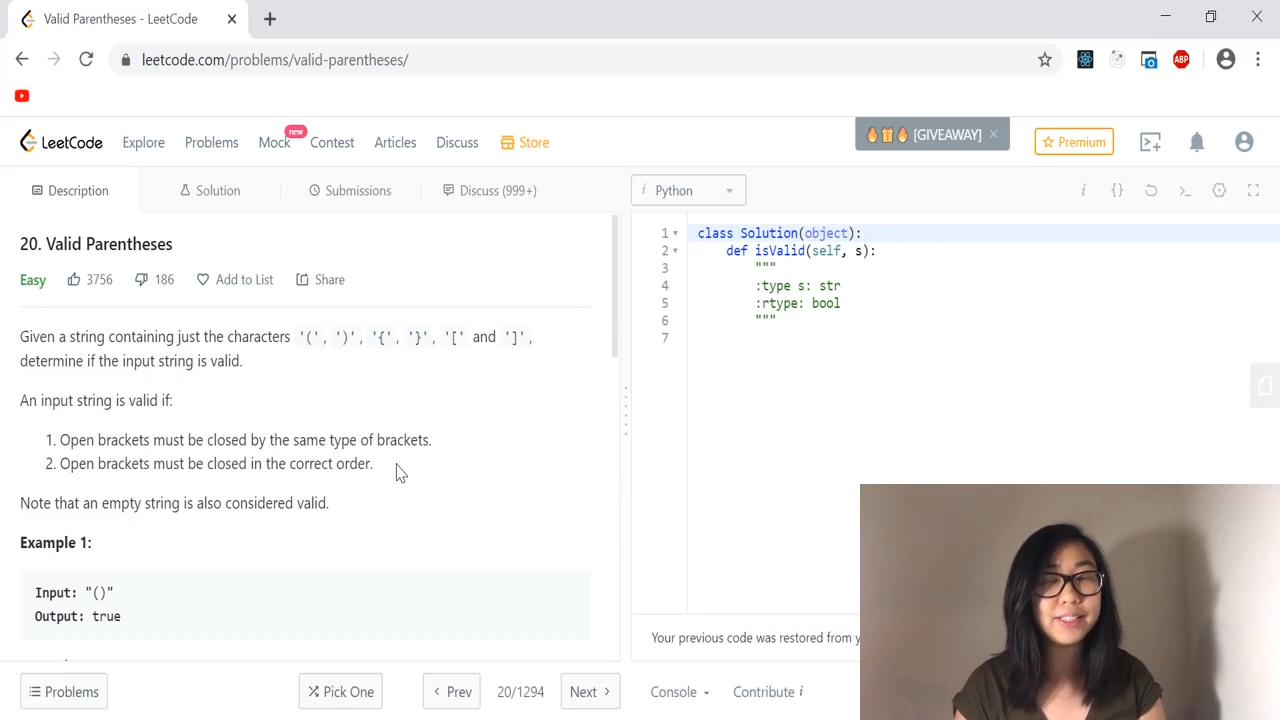 Valid Parentheses - LeetCode
leetcode.com/problems/valid-parentheses/
ABP
LeetCode
Explore
Problems
Mock
new
Contest
Articles
Discuss
Store
[GIVEAWAY]
Premium
Description
Solution
Submissions
Discuss (999+)
i Python
i {}
20. Valid Parentheses
Easy
3756
186
Add to List
Share
Given a string containing just the characters '(', ')', '{', '}', '[' and ']',
determine if the input string is valid.
An input string is valid if:
1. Open brackets must be closed by the same type of brackets.
2. Open brackets must be closed in the correct order.
Note that an empty string is also considered valid.
Example 1:
Input: "()"
Output: true
1 class Solution(object):
2 def isValid(self, s):
3 """
4 :type s: str
5 :rtype: bool
6 """
7
Your previous code was restored from
Problems
Pick One
Prev
20/1294
Next
Console
Contribute i